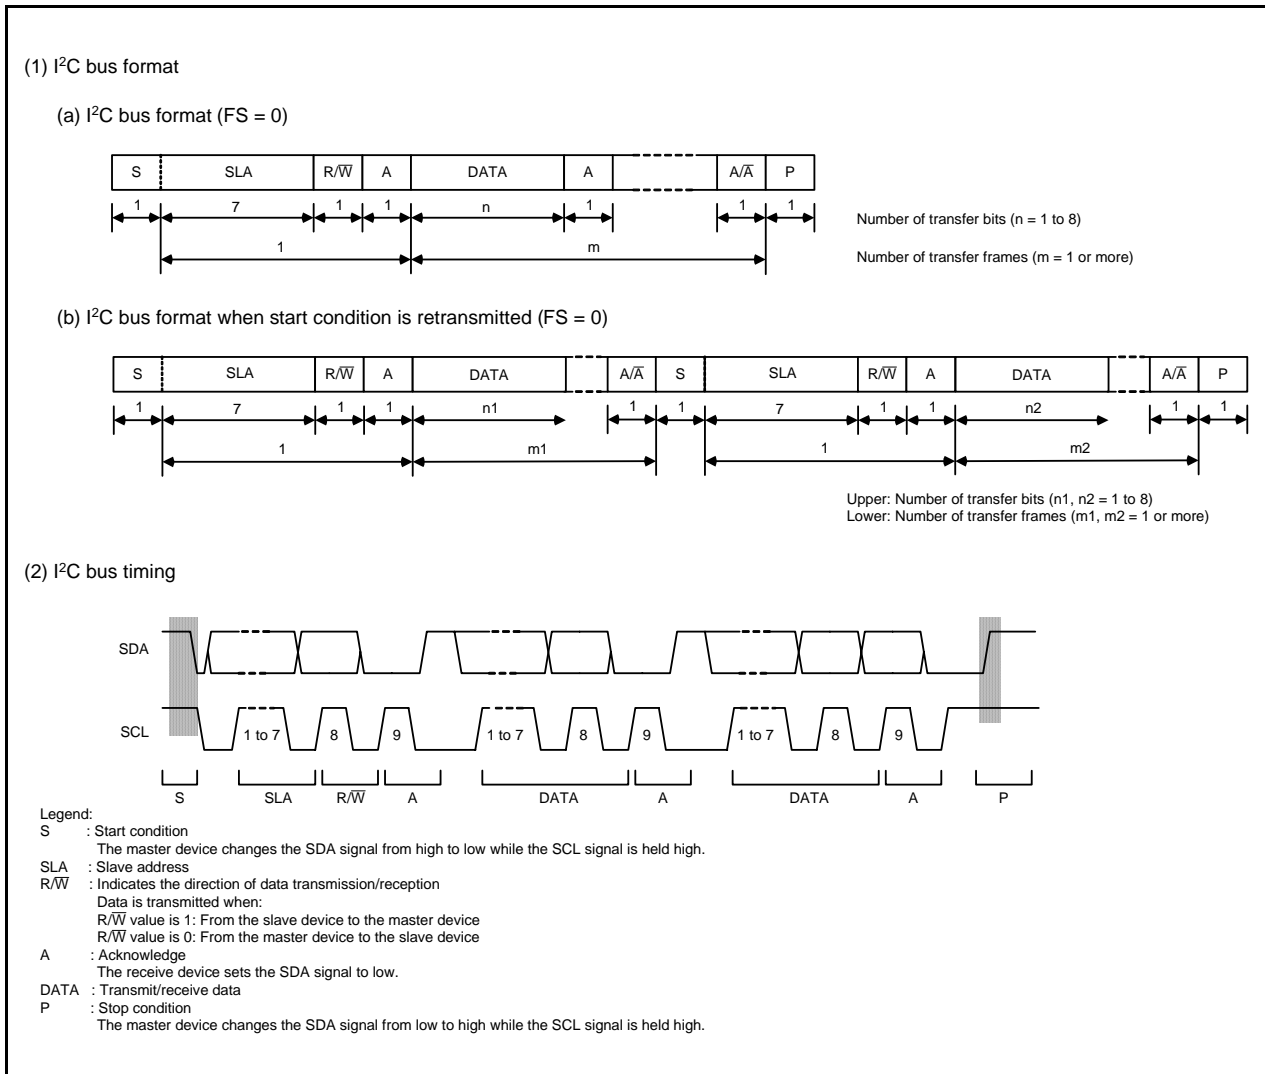 (1) I²C bus format
(a) I²C bus format (FS = 0)
S SLA R/W̅ A DATA A A/A̅ P
1 7 1 1 n 1 1 1
Number of transfer bits (n = 1 to 8)
1 m
Number of transfer frames (m = 1 or more)
(b) I²C bus format when start condition is retransmitted (FS = 0)
S SLA R/W̅ A DATA A/A̅ S SLA R/W̅ A DATA A/A̅ P
1 7 1 1 n1 1 1 7 1 1 n2 1 1
1 m1 1 m2
Upper: Number of transfer bits (n1, n2 = 1 to 8)
Lower: Number of transfer frames (m1, m2 = 1 or more)
(2) I²C bus timing
SDA
SCL 1 to 7 8 9 1 to 7 8 9 1 to 7 8 9
S SLA R/W̅ A DATA A DATA A P
Legend:
S : Start condition
The master device changes the SDA signal from high to low while the SCL signal is held high.
SLA : Slave address
R/W̅ : Indicates the direction of data transmission/reception
Data is transmitted when:
R/W̅ value is 1: From the slave device to the master device
R/W̅ value is 0: From the master device to the slave device
A : Acknowledge
The receive device sets the SDA signal to low.
DATA : Transmit/receive data
P : Stop condition
The master device changes the SDA signal from low to high while the SCL signal is held high.